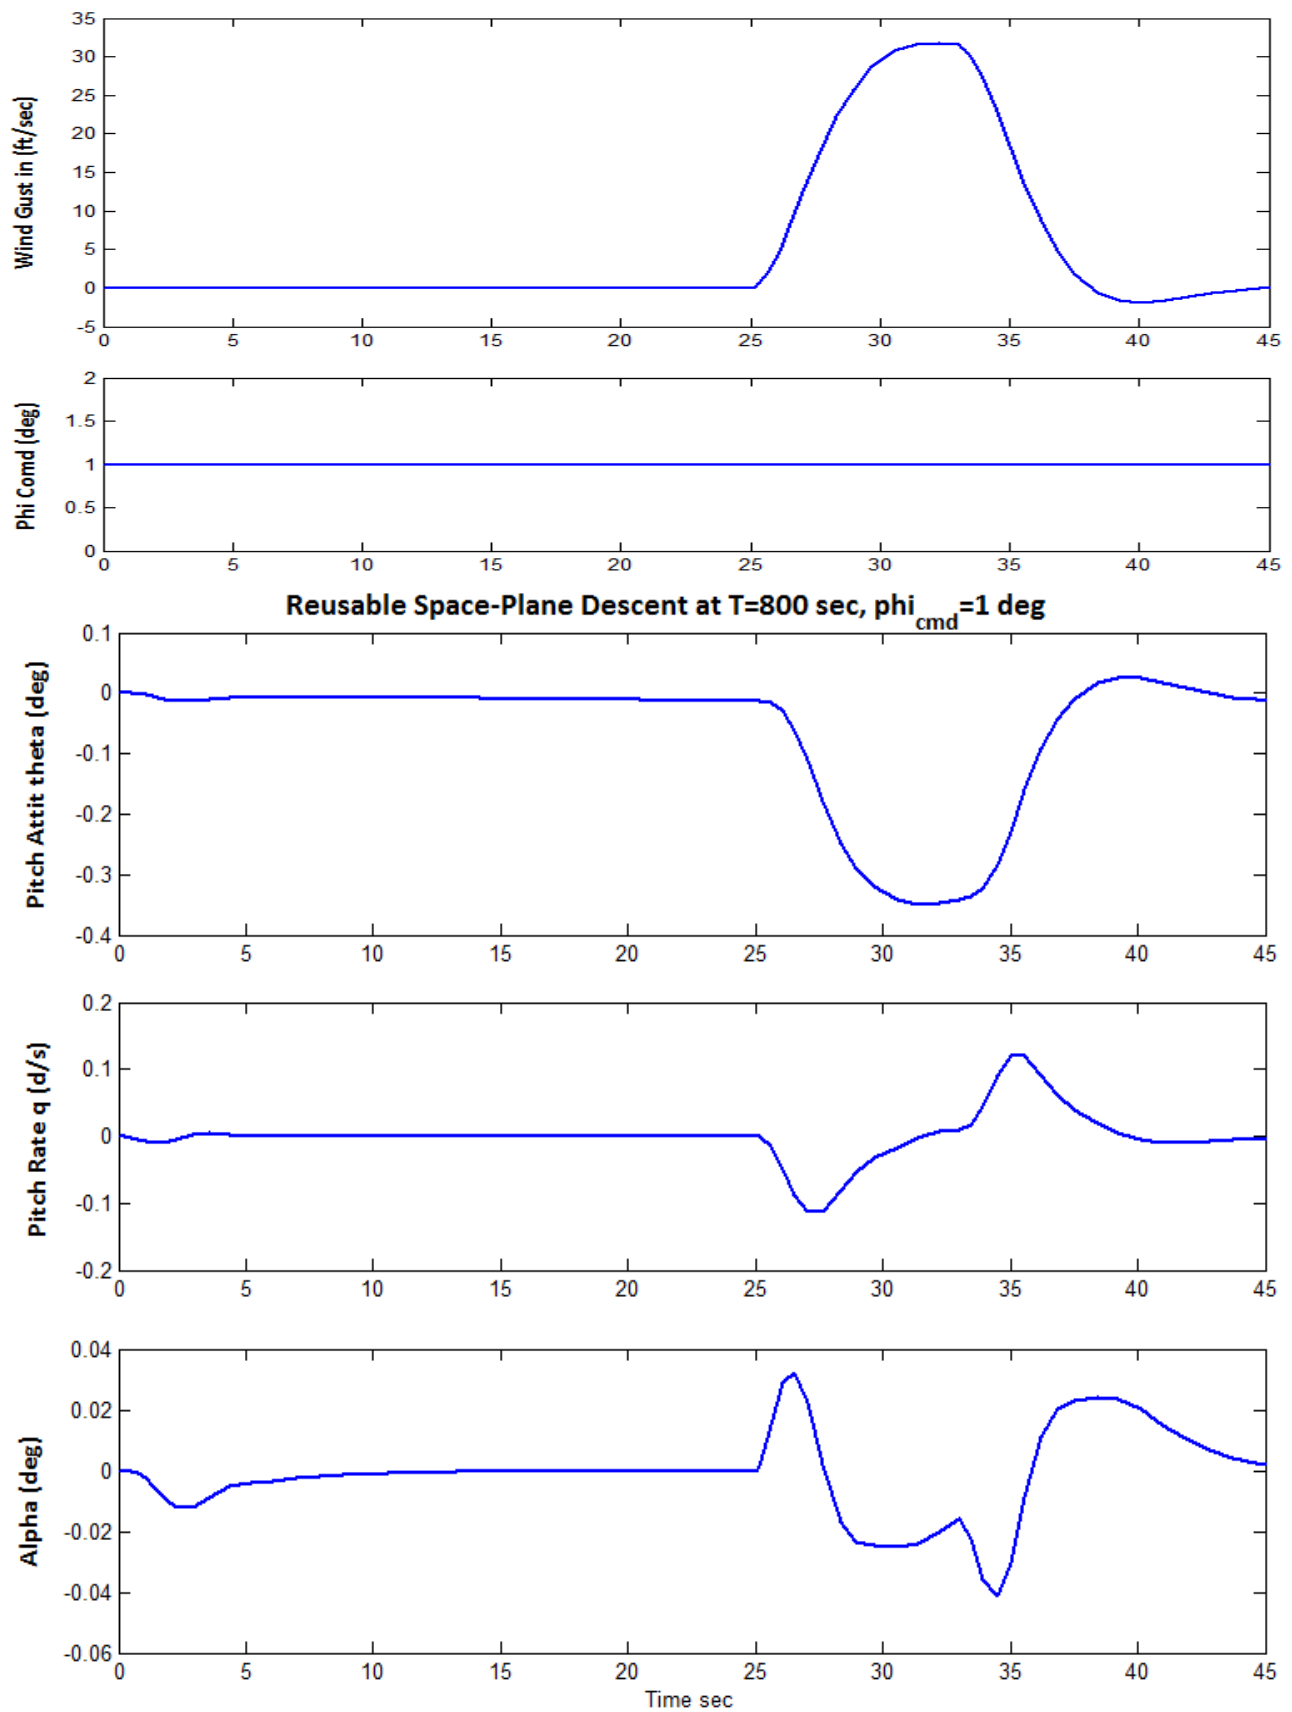 35
30
25
20
15
10
5
0
-5
Wind Gust in (ft/sec)
0 5 10 15 20 25 30 35 40 45
2
1.5
1
0.5
0
Phi Comd (deg)
0 5 10 15 20 25 30 35 40 45
Reusable Space-Plane Descent at T=800 sec, phi_cmd=1 deg
0.1
0
-0.1
-0.2
-0.3
-0.4
Pitch Attit theta (deg)
0 5 10 15 20 25 30 35 40 45
0.2
0.1
0
-0.1
-0.2
Pitch Rate q (d/s)
0 5 10 15 20 25 30 35 40 45
0.04
0.02
0
-0.02
-0.04
-0.06
Alpha (deg)
0 5 10 15 20 25 30 35 40 45
Time sec